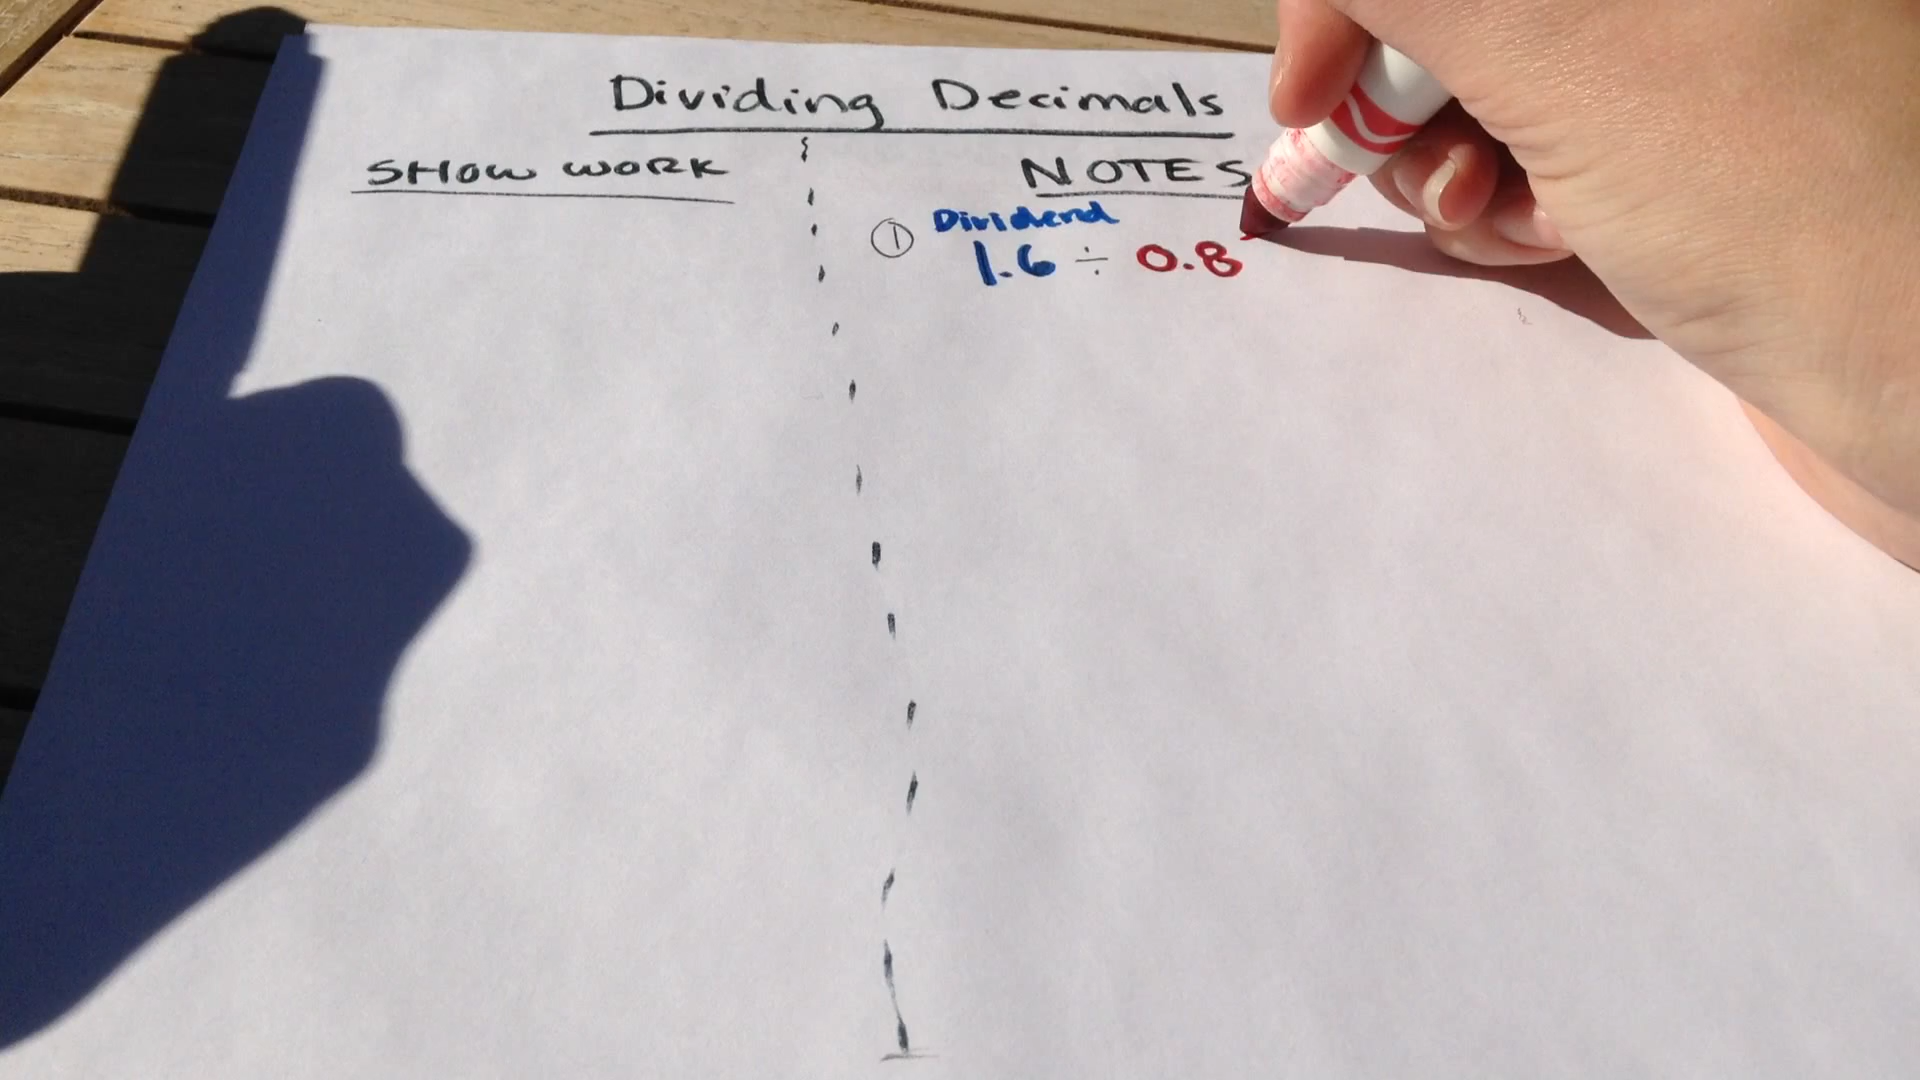 Dividing Decimals
SHOW WORK
NOTES
① Dividend
1.6 ÷ 0.8